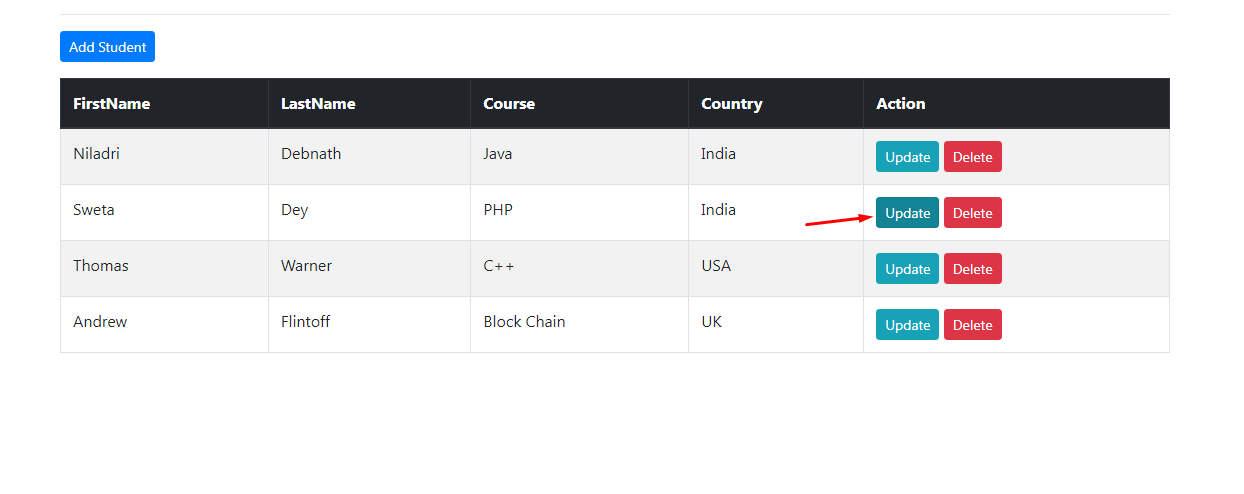 Add Student
FirstName LastName Course Country Action
Niladri Debnath Java India Update Delete
Sweta Dey PHP India Update Delete
Thomas Warner C++ USA Update Delete
Andrew Flintoff Block Chain UK Update Delete